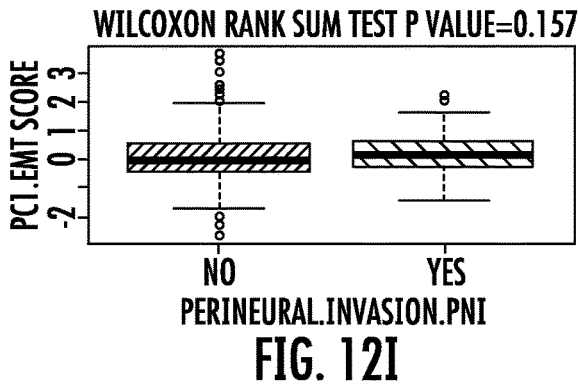 WILCOXON RANK SUM TEST P VALUE=0.157
PC1.EMT SCORE
3
2
1
0
-2
NO YES
PERINEURAL.INVASION.PNI
FIG. 12I